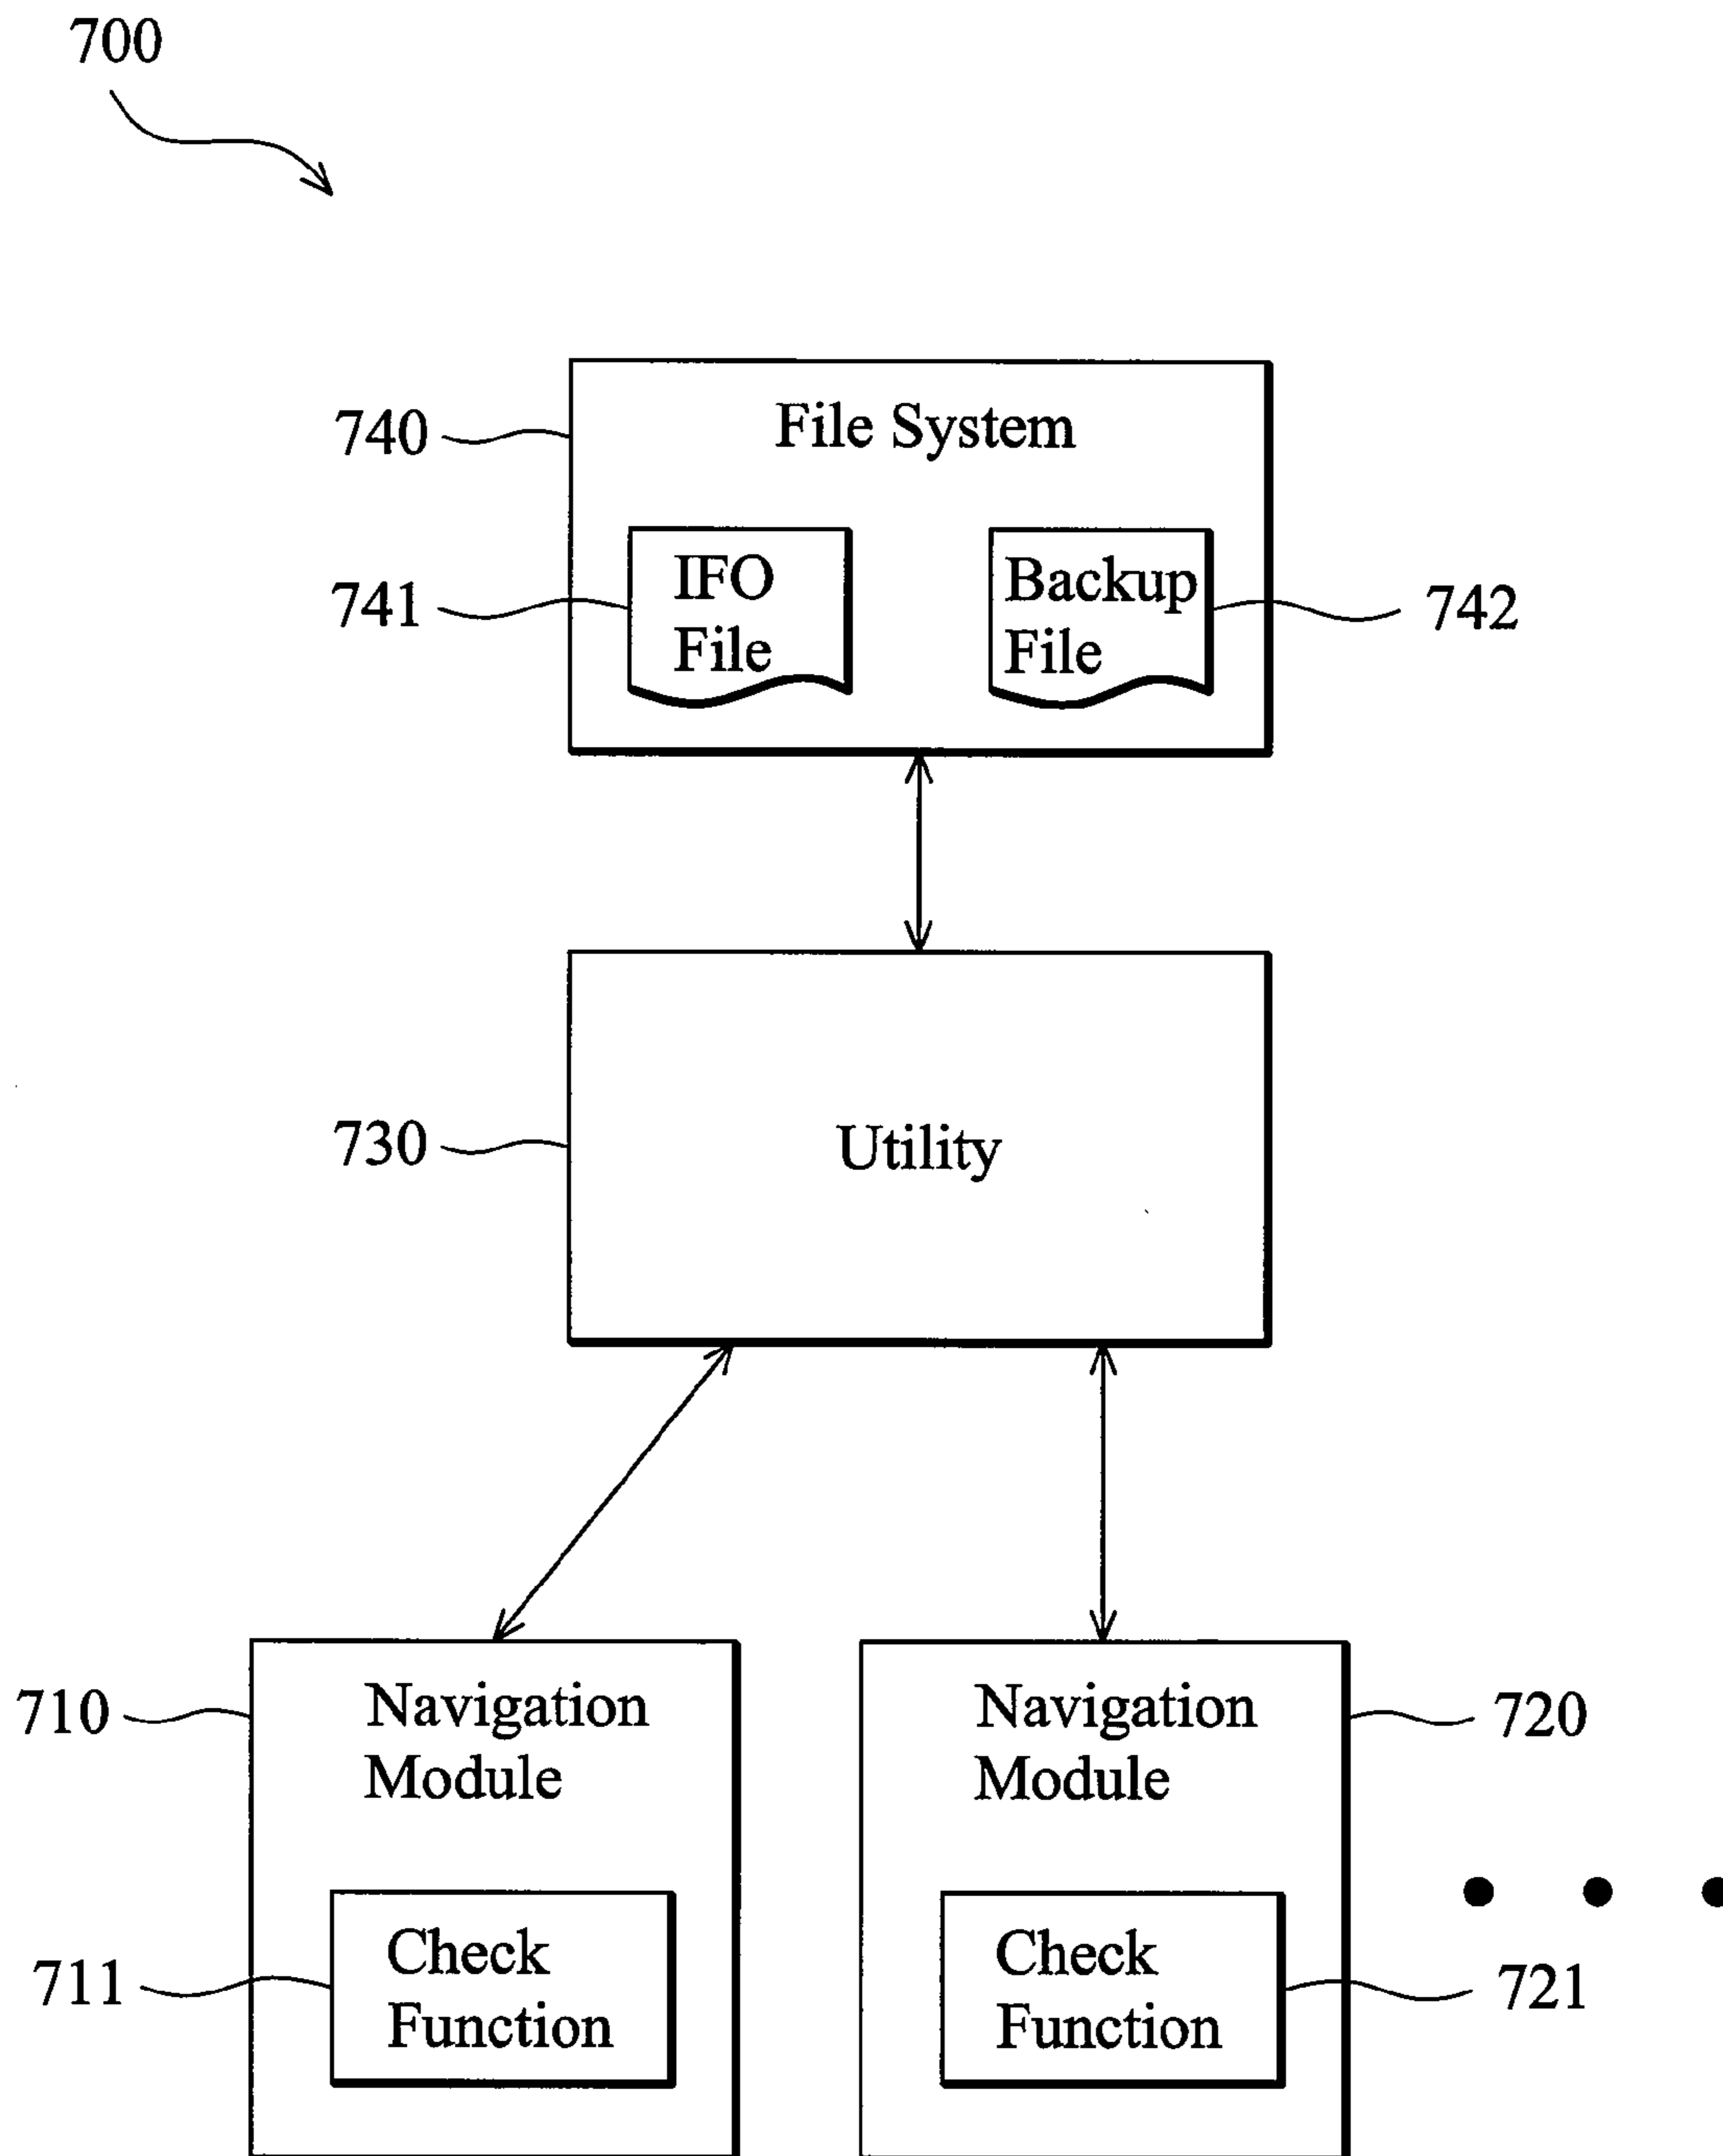 700
740
File System
741
IFO
File
Backup
File
742
730
Utility
710
Navigation
Module
Navigation
Module
720
711
Check
Function
Check
Function
721